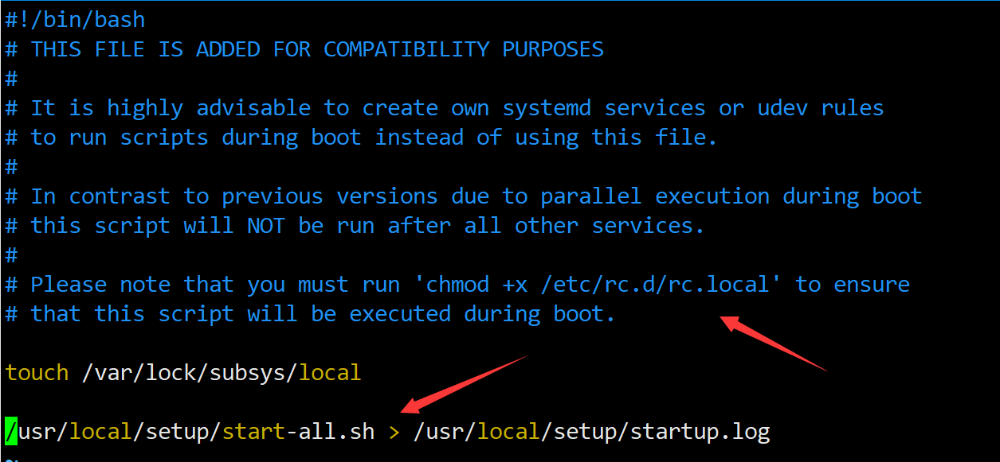 #!/bin/bash
# THIS FILE IS ADDED FOR COMPATIBILITY PURPOSES
#
# It is highly advisable to create own systemd services or udev rules
# to run scripts during boot instead of using this file.
#
# In contrast to previous versions due to parallel execution during boot
# this script will NOT be run after all other services.
#
# Please note that you must run 'chmod +x /etc/rc.d/rc.local' to ensure
# that this script will be executed during boot.
touch /var/lock/subsys/local
/usr/local/setup/start-all.sh > /usr/local/setup/startup.log